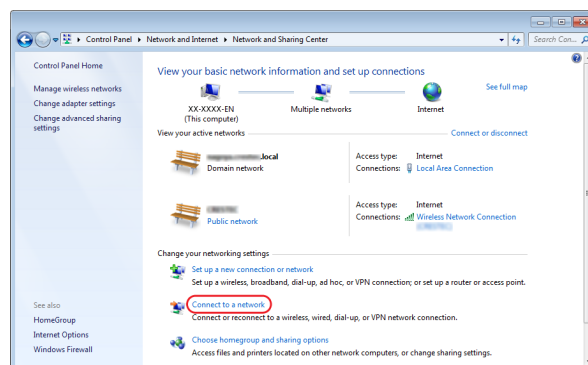 Control Panel ▸ Network and Internet ▸ Network and Sharing Center
Search Con...
Control Panel Home
Manage wireless networks
Change adapter settings
Change advanced sharing
settings
See also
HomeGroup
Internet Options
Windows Firewall
View your basic network information and set up connections
See full map
XX-XXXX-EN
(This computer)
Multiple networks
Internet
View your active networks
Connect or disconnect
.local
Domain network
Access type: Internet
Connections: Local Area Connection
Public network
Access type: Internet
Connections: Wireless Network Connection
Change your networking settings
Set up a new connection or network
Set up a wireless, broadband, dial-up, ad hoc, or VPN connection; or set up a router or access point.
Connect to a network
Connect or reconnect to a wireless, wired, dial-up, or VPN network connection.
Choose homegroup and sharing options
Access files and printers located on other network computers, or change sharing settings.